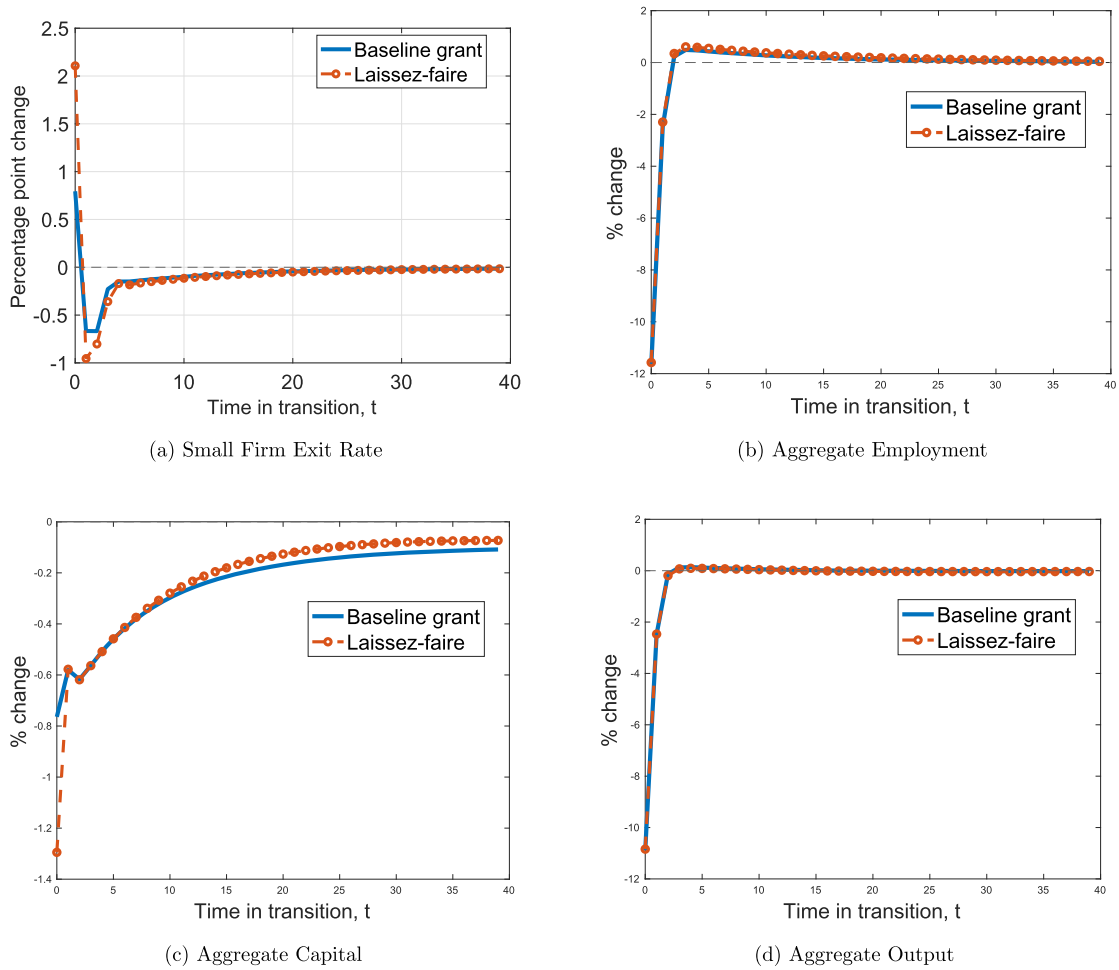 2.5
2
1.5
1
0.5
0
-0.5
-1
Percentage point change
Baseline grant
Laissez-faire
0 10 20 30 40
Time in transition, t
(a) Small Firm Exit Rate
2
0
-2
-4
-6
-8
-10
-12
% change
Baseline grant
Laissez-faire
0 5 10 15 20 25 30 35 40
Time in transition, t
(b) Aggregate Employment
0
-0.2
-0.4
-0.6
-0.8
-1
-1.2
-1.4
% change
Baseline grant
Laissez-faire
0 5 10 15 20 25 30 35 40
Time in transition, t
(c) Aggregate Capital
2
0
-2
-4
-6
-8
-10
-12
% change
Baseline grant
Laissez-faire
0 5 10 15 20 25 30 35 40
Time in transition, t
(d) Aggregate Output